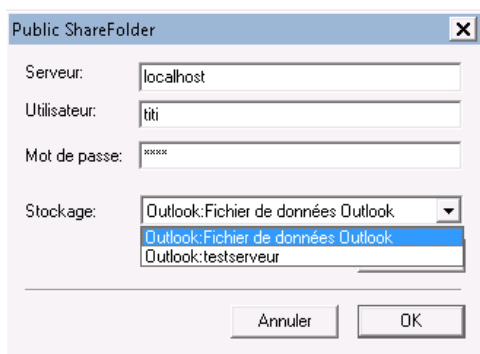 Public ShareFolder
Serveur: localhost
Utilisateur: titi
Mot de passe: ****
Stockage: Outlook:Fichier de données Outlook
Outlook:Fichier de données Outlook
Outlook:testserveur
Annuler OK